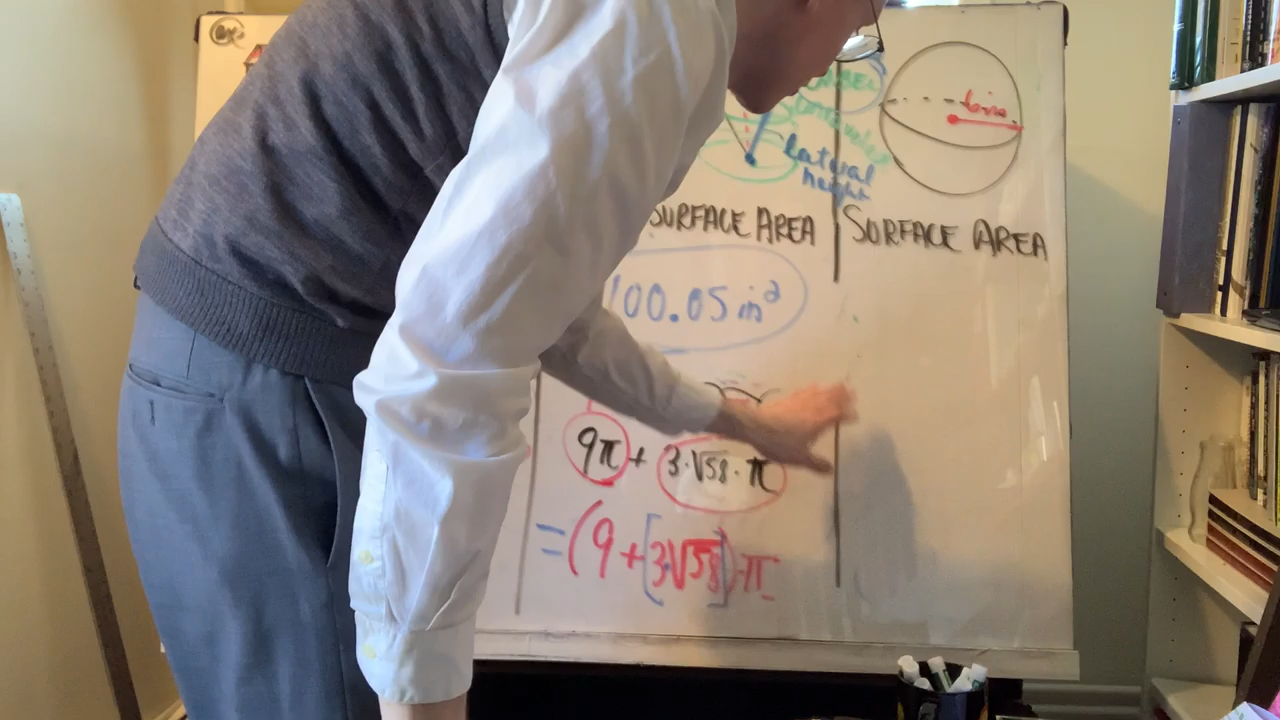 lateral
height
SURFACE AREA
SURFACE AREA
100.05 in²
9π + 3·√58·π
= (9 + [3√58])·π